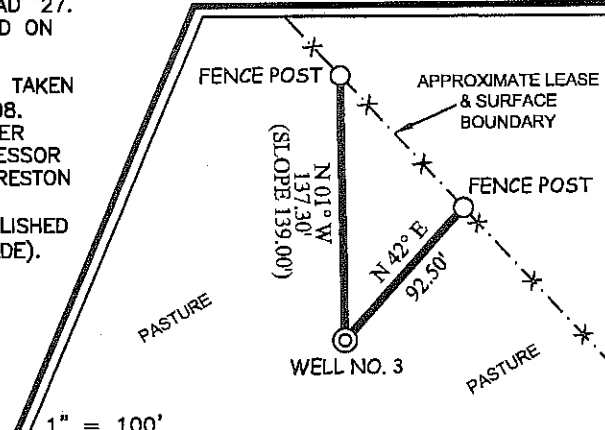 AD 27.
D ON
TAKEN
08.
ER
ESSOR
RESTON
LISHED
DE).
FENCE POST
APPROXIMATE LEASE
& SURFACE
BOUNDARY
FENCE POST
N 01° W
137.30'
(SLOPE 139.00')
N 42° E
92.50'
PASTURE
WELL NO. 3
PASTURE
1" = 100'